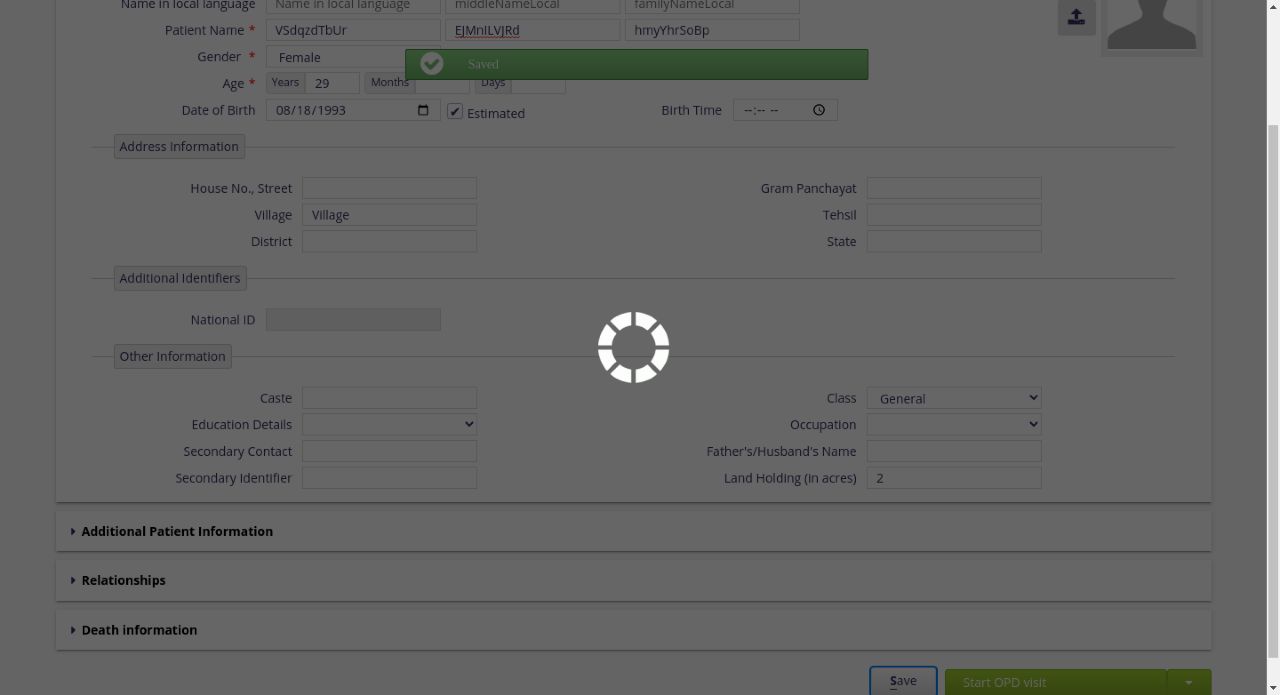 Name in local language Name in local language middleNameLocal familyNameLocal
Patient Name * VSdqzdTbUr EJMnILVJRd hmyYhrSoBp
Gender * Female
Saved
Age * Years 29 Months Days
Date of Birth 08/18/1993 Estimated Birth Time --:-- --
Address Information
House No., Street Gram Panchayat
Village Village Tehsil
District State
Additional Identifiers
National ID
Other Information
Caste Class General
Education Details Occupation
Secondary Contact Father's/Husband's Name
Secondary Identifier Land Holding (in acres) 2
Additional Patient Information
Relationships
Death information
Save Start OPD visit